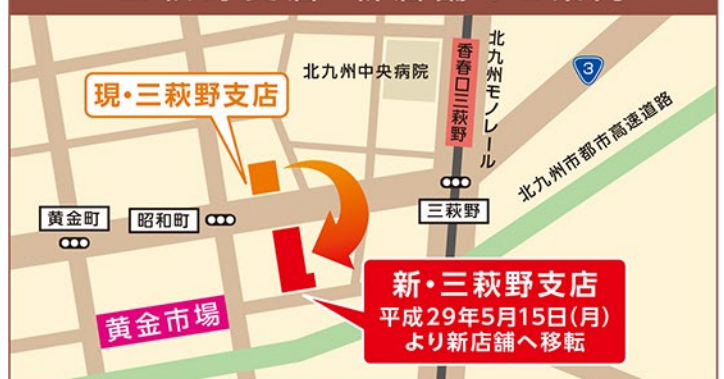 北九州中央病院
香春口三萩野
北九州モノレール
3
現・三萩野支店
北九州市都市高速道路
黄金町
昭和町
三萩野
新・三萩野支店
平成29年5月15日(月)
より新店舗へ移転
黄金市場